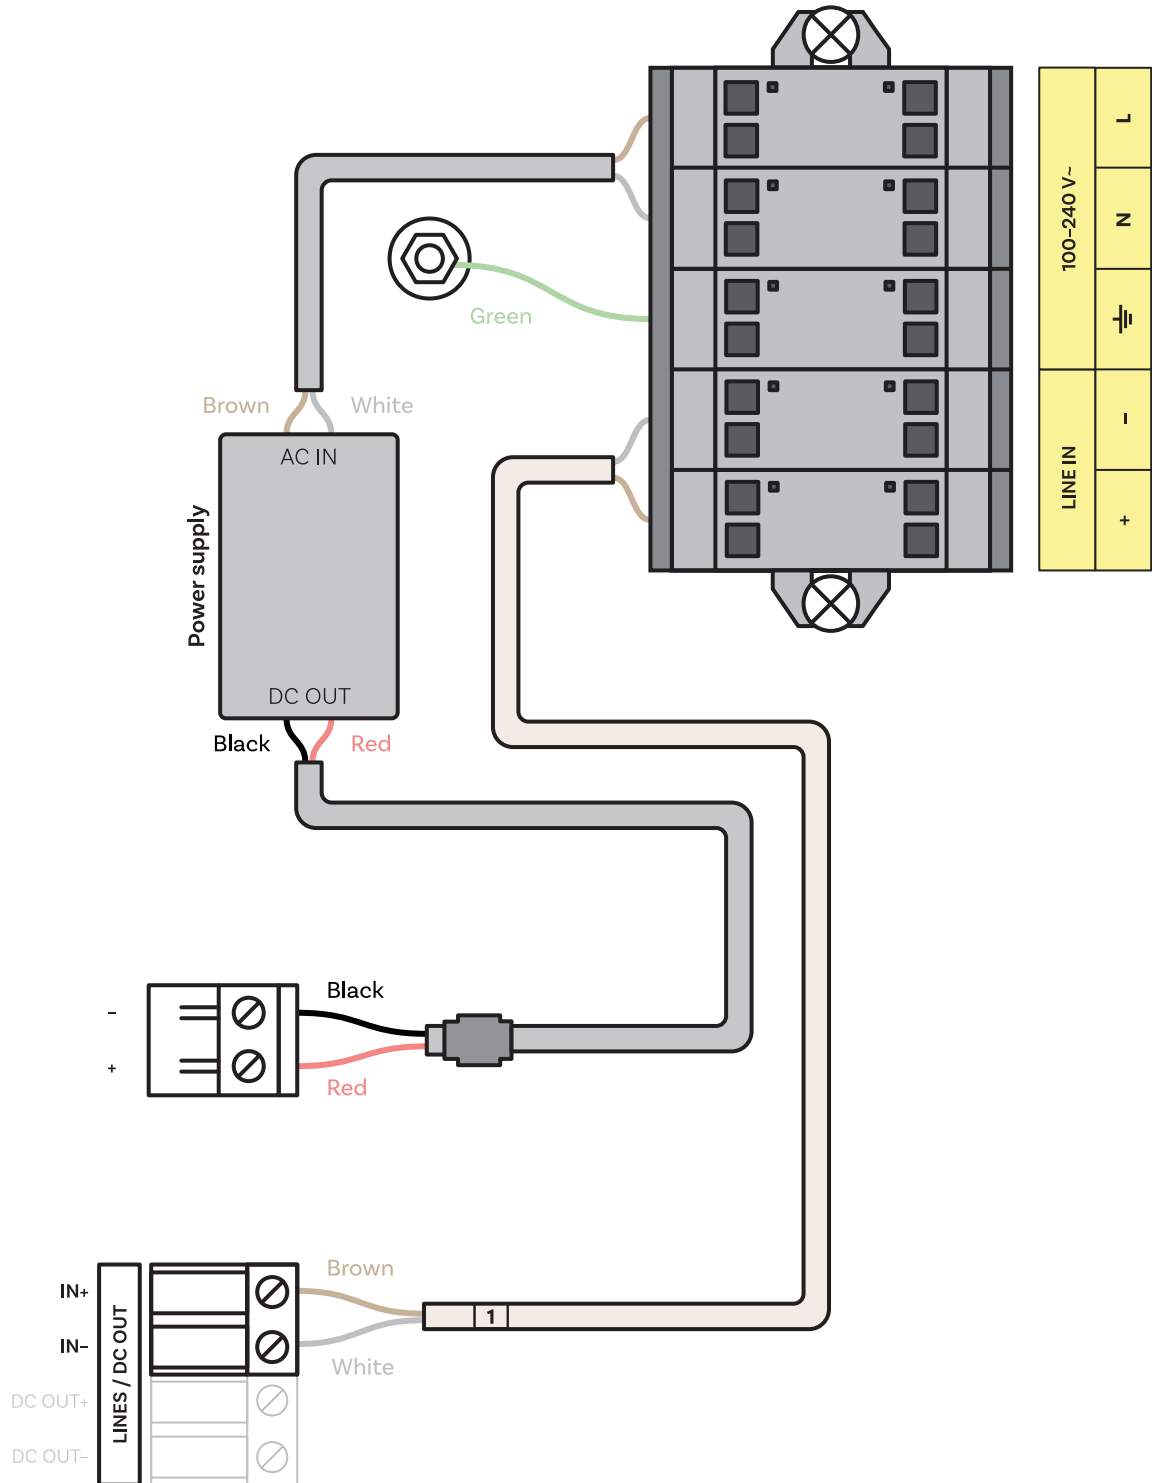 L
N
100–240 V~
–
+
LINE IN
Green
Brown
White
AC IN
Power supply
DC OUT
Black
Red
Black
–
+
Red
Brown
IN+
1
IN–
White
LINES / DC OUT
DC OUT+
DC OUT–